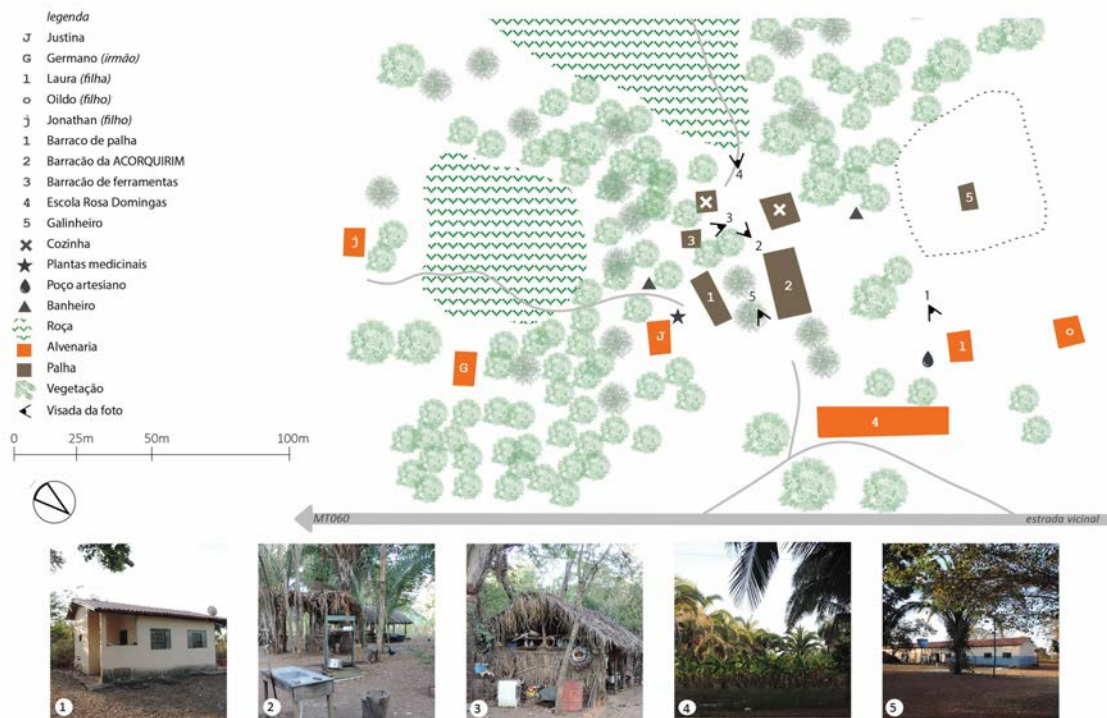 legenda
J Justina
G Germano (irmão)
l Laura (filha)
o Oildo (filho)
j Jonathan (filho)
1 Barraco de palha
2 Barracão da ACORQUIRIM
3 Barracão de ferramentas
4 Escola Rosa Domingas
5 Galinheiro
Cozinha
Plantas medicinais
Poço artesiano
Banheiro
Roça
Alvenaria
Palha
Vegetação
Visada da foto
0 25m 50m 100m
4
5
3
3
2
j
1
5
2
1
J
l
o
G
4
MT060
estrada vicinal
1
2
3
4
5